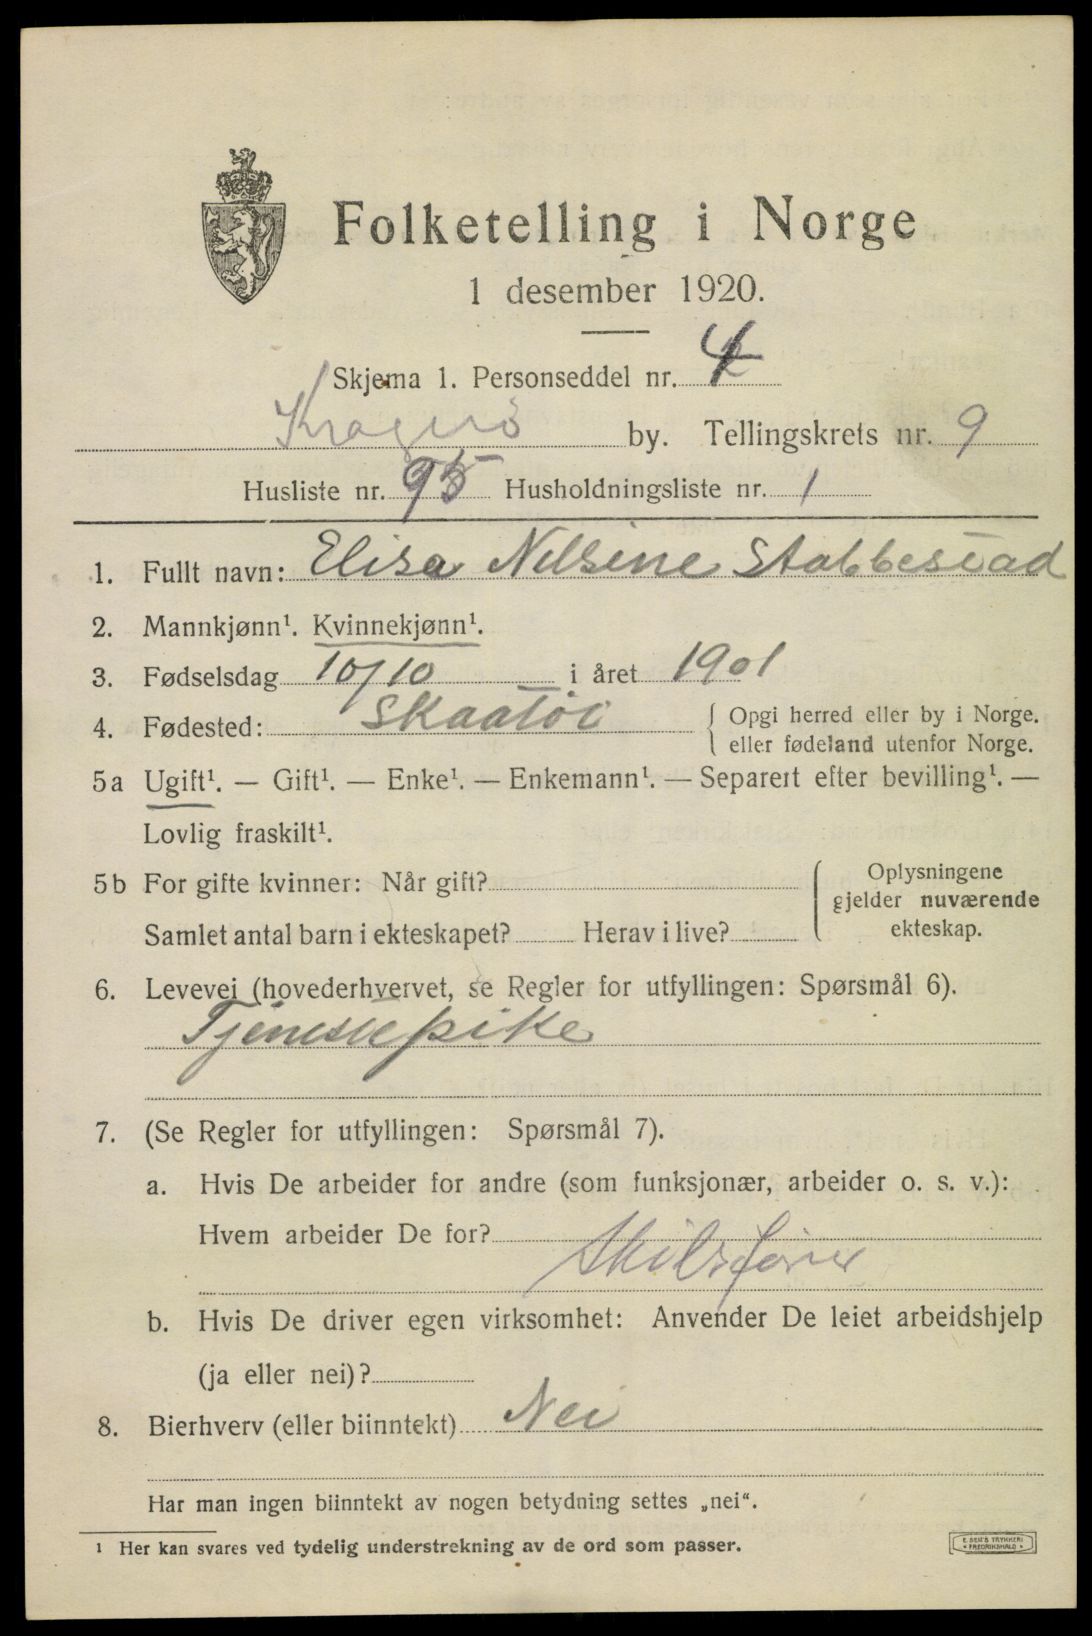 Folketelling i Norge
1 desember 1920.
Skjema 1. Personseddel nr. 4
Kragerö by. Tellingskrets nr. 9
Husliste nr. 95 Husholdningsliste nr. 1
1. Fullt navn: Elisa Nilsine Stabbestad
2. Mannkjønn¹. Kvinnekjønn¹.
3. Fødselsdag 10/10 i året 1901
4. Fødested: Skaatöi { Opgi herred eller by i Norge.
eller fødeland utenfor Norge.
5a Ugift¹. — Gift¹. — Enke¹. — Enkemann¹. — Separert efter bevilling¹. —
Lovlig fraskilt¹.
5b For gifte kvinner: Når gift? { Oplysningene
gjelder nuværende
ekteskap.
Samlet antal barn i ekteskapet? Herav i live?
6. Levevei (hovederhvervet, se Regler for utfylling: Spørsmål 6).
Tjenestepike
7. (Se Regler for utfyllingen: Spørsmål 7).
a. Hvis De arbeider for andre (som funksjonær, arbeider o. s. v.):
Hvem arbeider De for?
b. Hvis De driver egen virksomhet: Anvender De leiet arbeidshjelp
(ja eller nei)?
8. Bierhverv (eller biinntekt) Nei
Har man ingen biinntekt av nogen betydning settes „nei“.
¹ Her kan svares ved tydelig understrekning av de ord som passer.
E. SEM'S TRYKKERI
FREDRIKSHALD